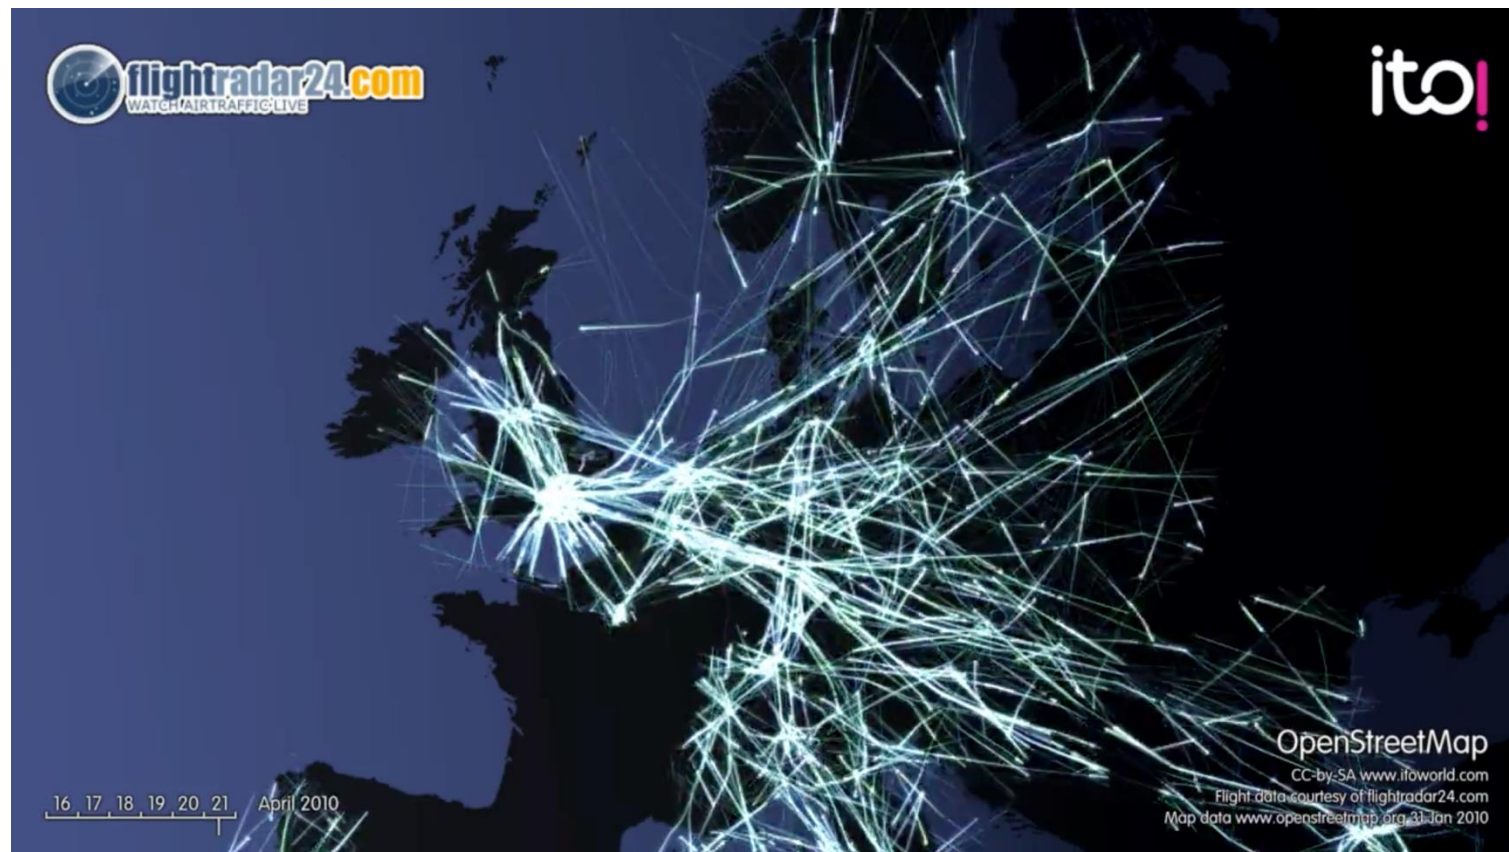 flightradar24.com
WATCH AIRTRAFFIC LIVE
ito!
16 17 18 19 20 21 April 2010
OpenStreetMap
CC-by-SA www.itoworld.com
Flight data courtesy of flightradar24.com
Map data www.openstreetmap.org 31 Jan 2010